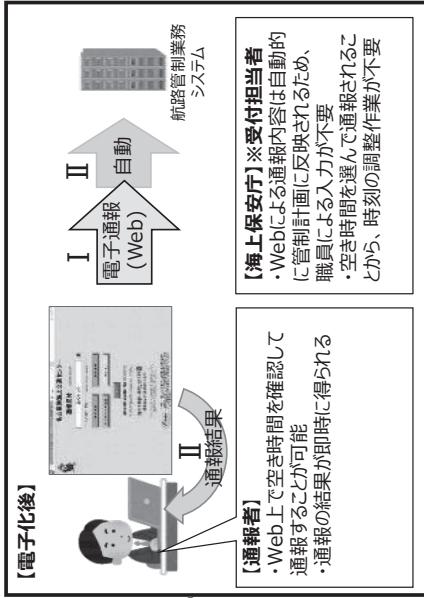 【電子化後】
Ⅰ
電子通報
(Web)
Ⅱ
自動
航路管制業務
システム
Ⅱ
通報結果
【通報者】
・Web上で空き時間を確認して
通報することが可能
・通報の結果が即時に得られる
【海上保安庁】※受付担当者
・Webによる通報内容は自動的
に管制計画に反映されるため、
職員による入力が不要
・空き時間を選んで通報されるこ
とから、時刻の調整作業が不要